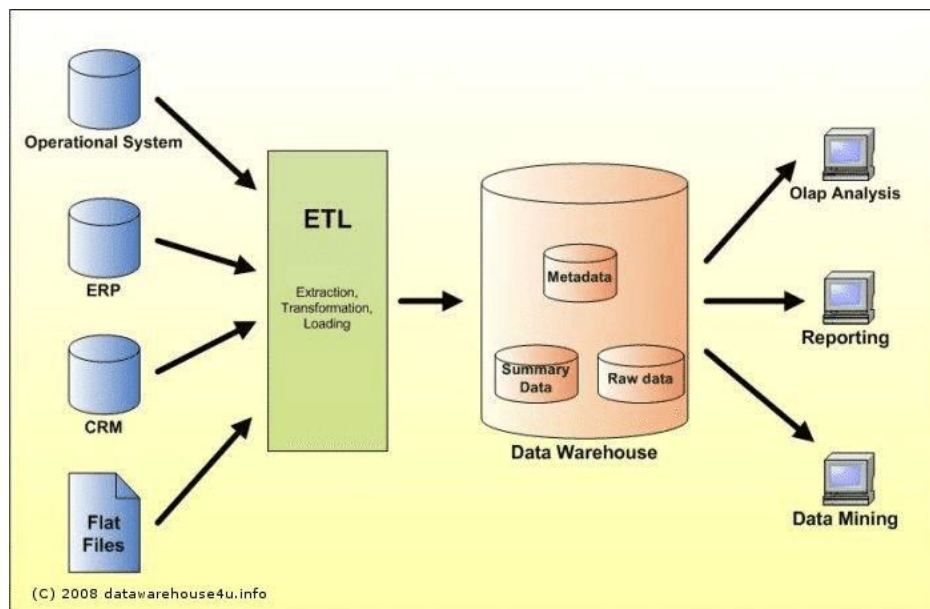 Operational System
ERP
CRM
Flat
Files
ETL
Extraction,
Transformation,
Loading
Metadata
Summary
Data
Raw data
Data Warehouse
Olap Analysis
Reporting
Data Mining
(C) 2008 datawarehouse4u.info